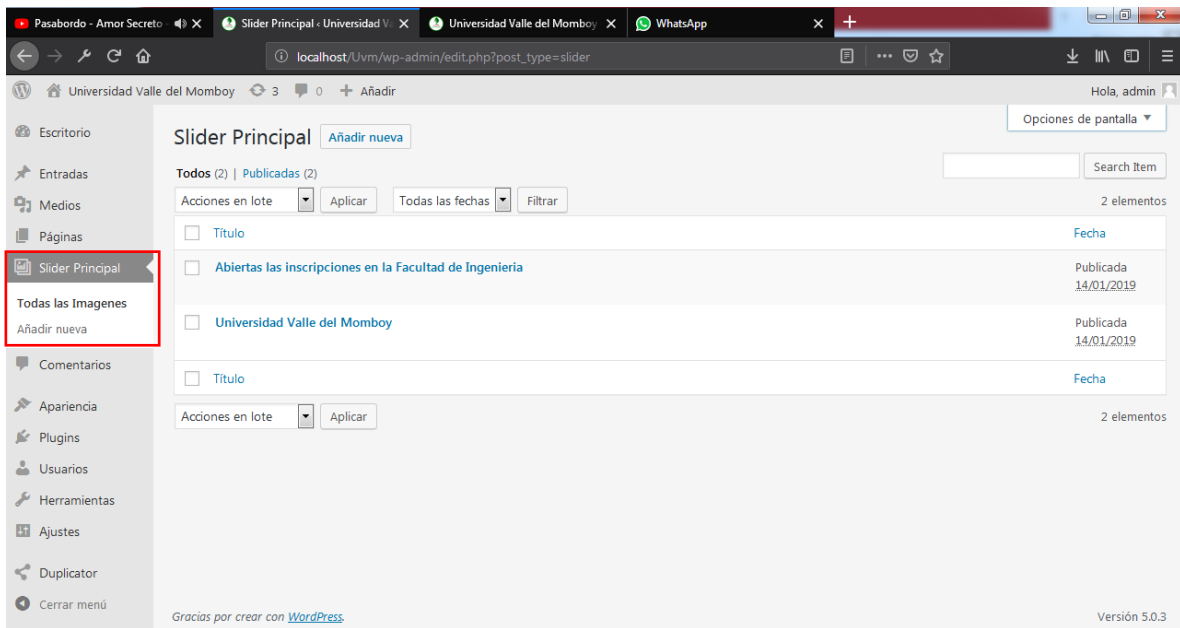 Pasabordo - Amor Secreto -
Slider Principal ‹ Universidad Va
Universidad Valle del Momboy
WhatsApp
localhost/Uvm/wp-admin/edit.php?post_type=slider
Universidad Valle del Momboy 3 0 + Añadir
Hola, admin
Opciones de pantalla
Escritorio
Entradas
Medios
Páginas
Slider Principal
Todas las Imagenes
Añadir nueva
Comentarios
Apariencia
Plugins
Usuarios
Herramientas
Ajustes
Duplicator
Cerrar menú
Slider Principal Añadir nueva
Todos (2) | Publicadas (2)
Search Item
Acciones en lote Aplicar Todas las fechas Filtrar
2 elementos
Título Fecha
Abiertas las inscripciones en la Facultad de Ingenieria
Publicada
14/01/2019
Universidad Valle del Momboy
Publicada
14/01/2019
Título Fecha
Acciones en lote Aplicar
2 elementos
Gracias por crear con WordPress.
Versión 5.0.3